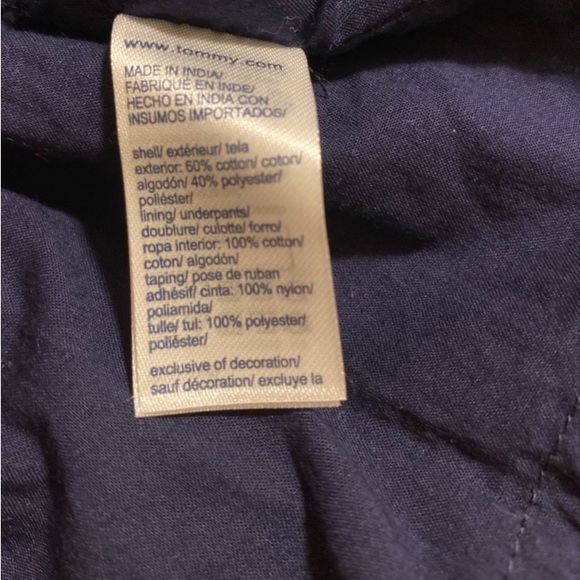 www.tommy.com
MADE IN INDIA/
FABRIQUÉ EN INDE/
HECHO EN INDIA CON
INSUMOS IMPORTADOS/
shell/ extérieur/ tela
exterior: 60% cotton/ coton/
algodón/ 40% polyester/
poliéster/
lining/ underpants/
doublure/ culotte/ forro/
ropa interior: 100% cotton/
coton/ algodón/
taping/ pose de ruban
adhésif/ cinta: 100% nylon/
poliamida/
tulle/ tul: 100% polyester/
poliéster/
exclusive of decoration/
sauf décoration/ excluye la